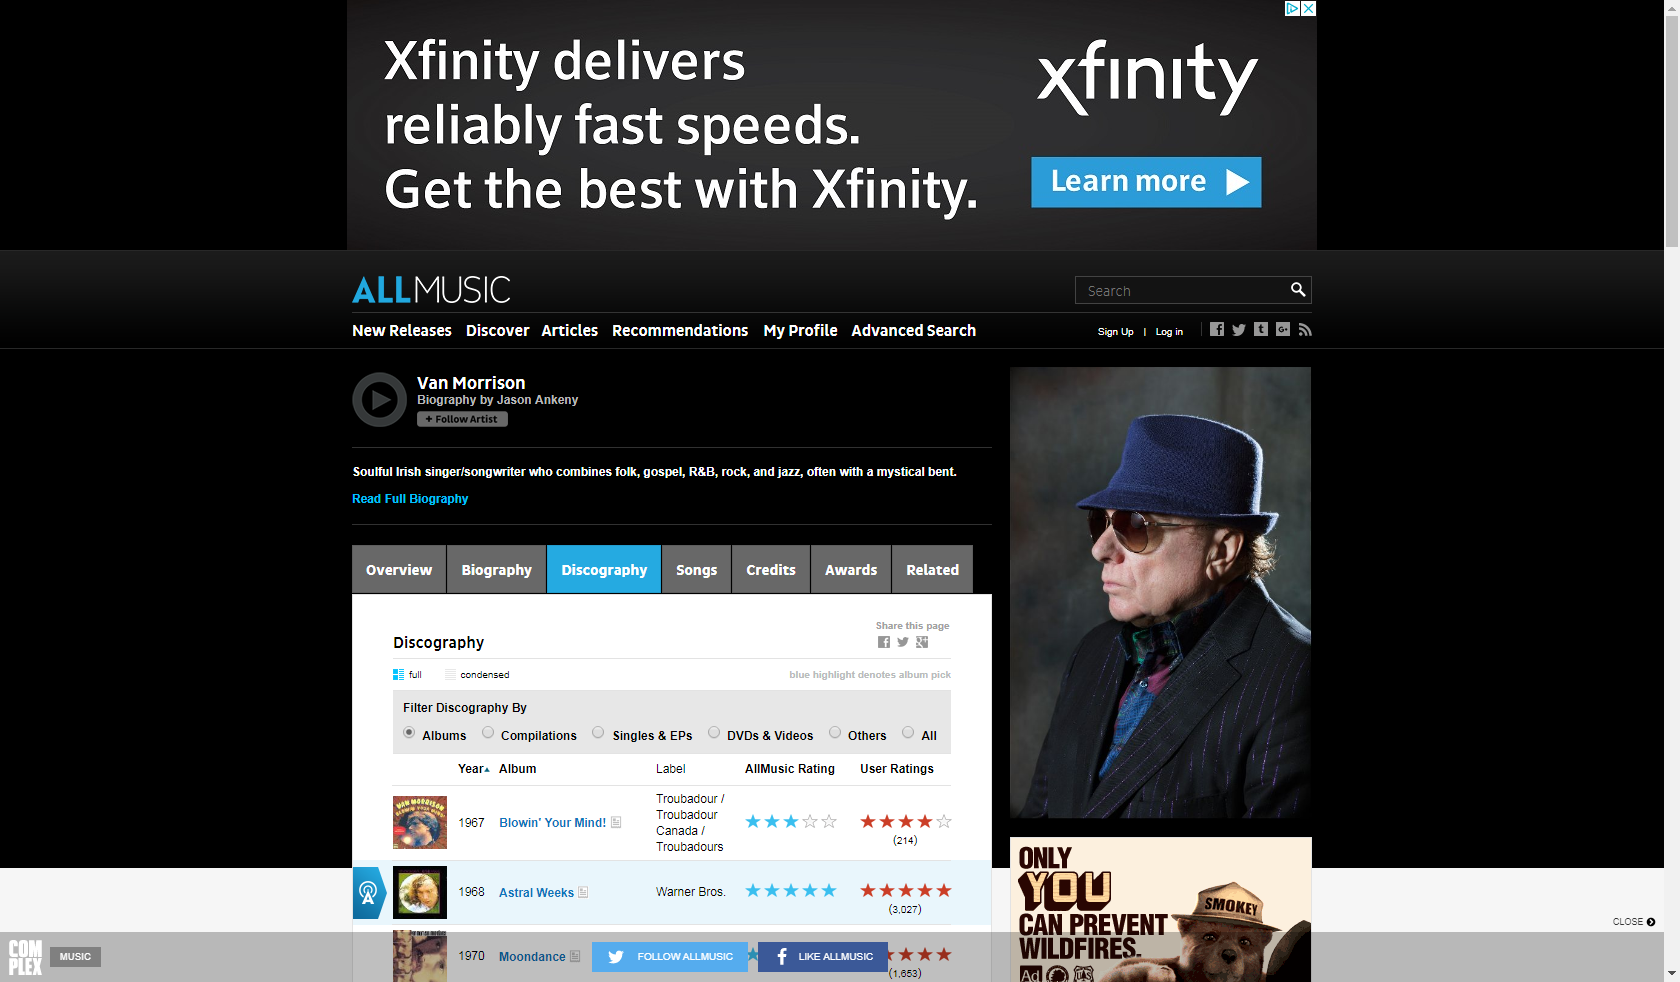 Xfinity delivers
reliably fast speeds.
Get the best with Xfinity.
xfinity
Learn more
ALLMUSIC
Search
New Releases Discover Articles Recommendations My Profile Advanced Search
Sign Up | Log in
Van Morrison
Biography by Jason Ankeny
+ Follow Artist
Soulful Irish singer/songwriter who combines folk, gospel, R&B, rock, and jazz, often with a mystical bent.
Read Full Biography
Overview Biography Discography Songs Credits Awards Related
Share this page
Discography
full condensed blue highlight denotes album pick
Filter Discography By
Albums Compilations Singles & EPs DVDs & Videos Others All
Year Album Label AllMusic Rating User Ratings
VAN MORRISON
BLOWIN' YOUR MIND!
1967 Blowin' Your Mind!
Troubadour /
Troubadour
Canada /
Troubadours
(214)
1968 Astral Weeks Warner Bros.
(3,027)
1970 Moondance
(1,653)
ONLY
YOU
CAN PREVENT
WILDFIRES.
SMOKEY
Ad
CLOSE
COMPLEX
MUSIC
FOLLOW ALLMUSIC
LIKE ALLMUSIC